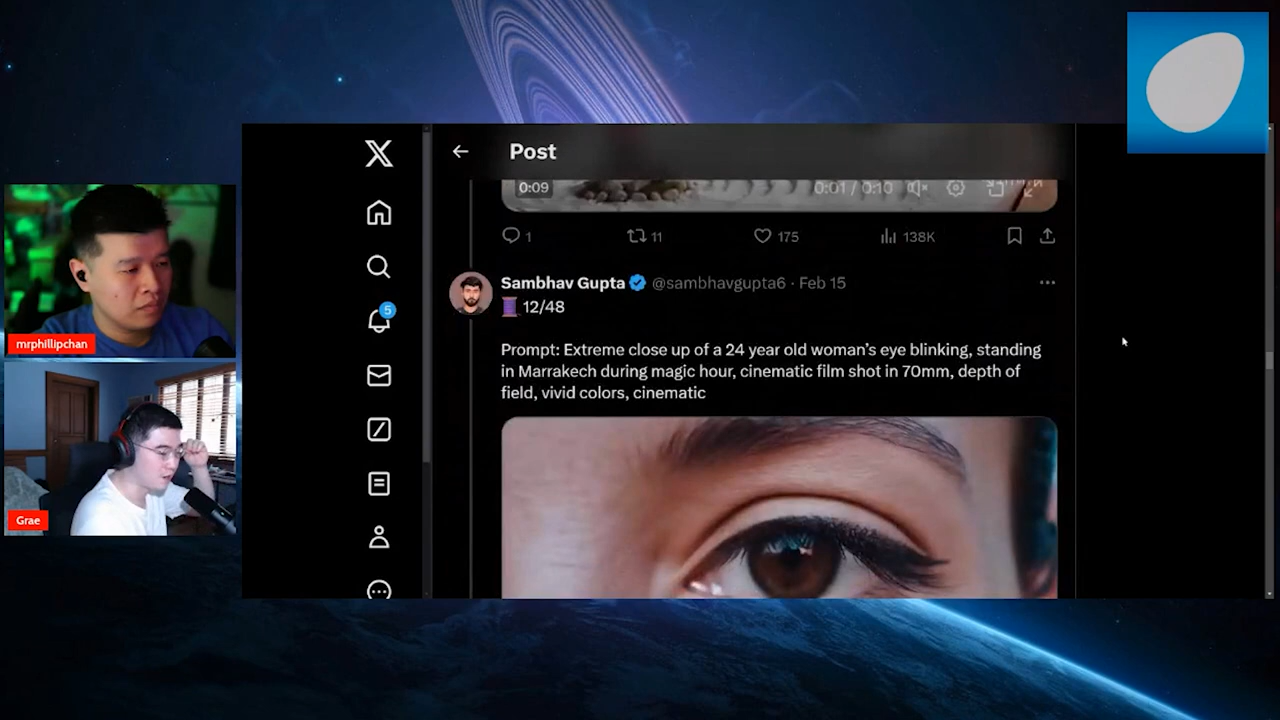 Post
0:09
0:01 / 0:10
1
11
175
138K
Sambhav Gupta @sambhavgupta6 · Feb 15
12/48
Prompt: Extreme close up of a 24 year old woman's eye blinking, standing
in Marrakech during magic hour, cinematic film shot in 70mm, depth of
field, vivid colors, cinematic
5
mrphillipchan
Grae